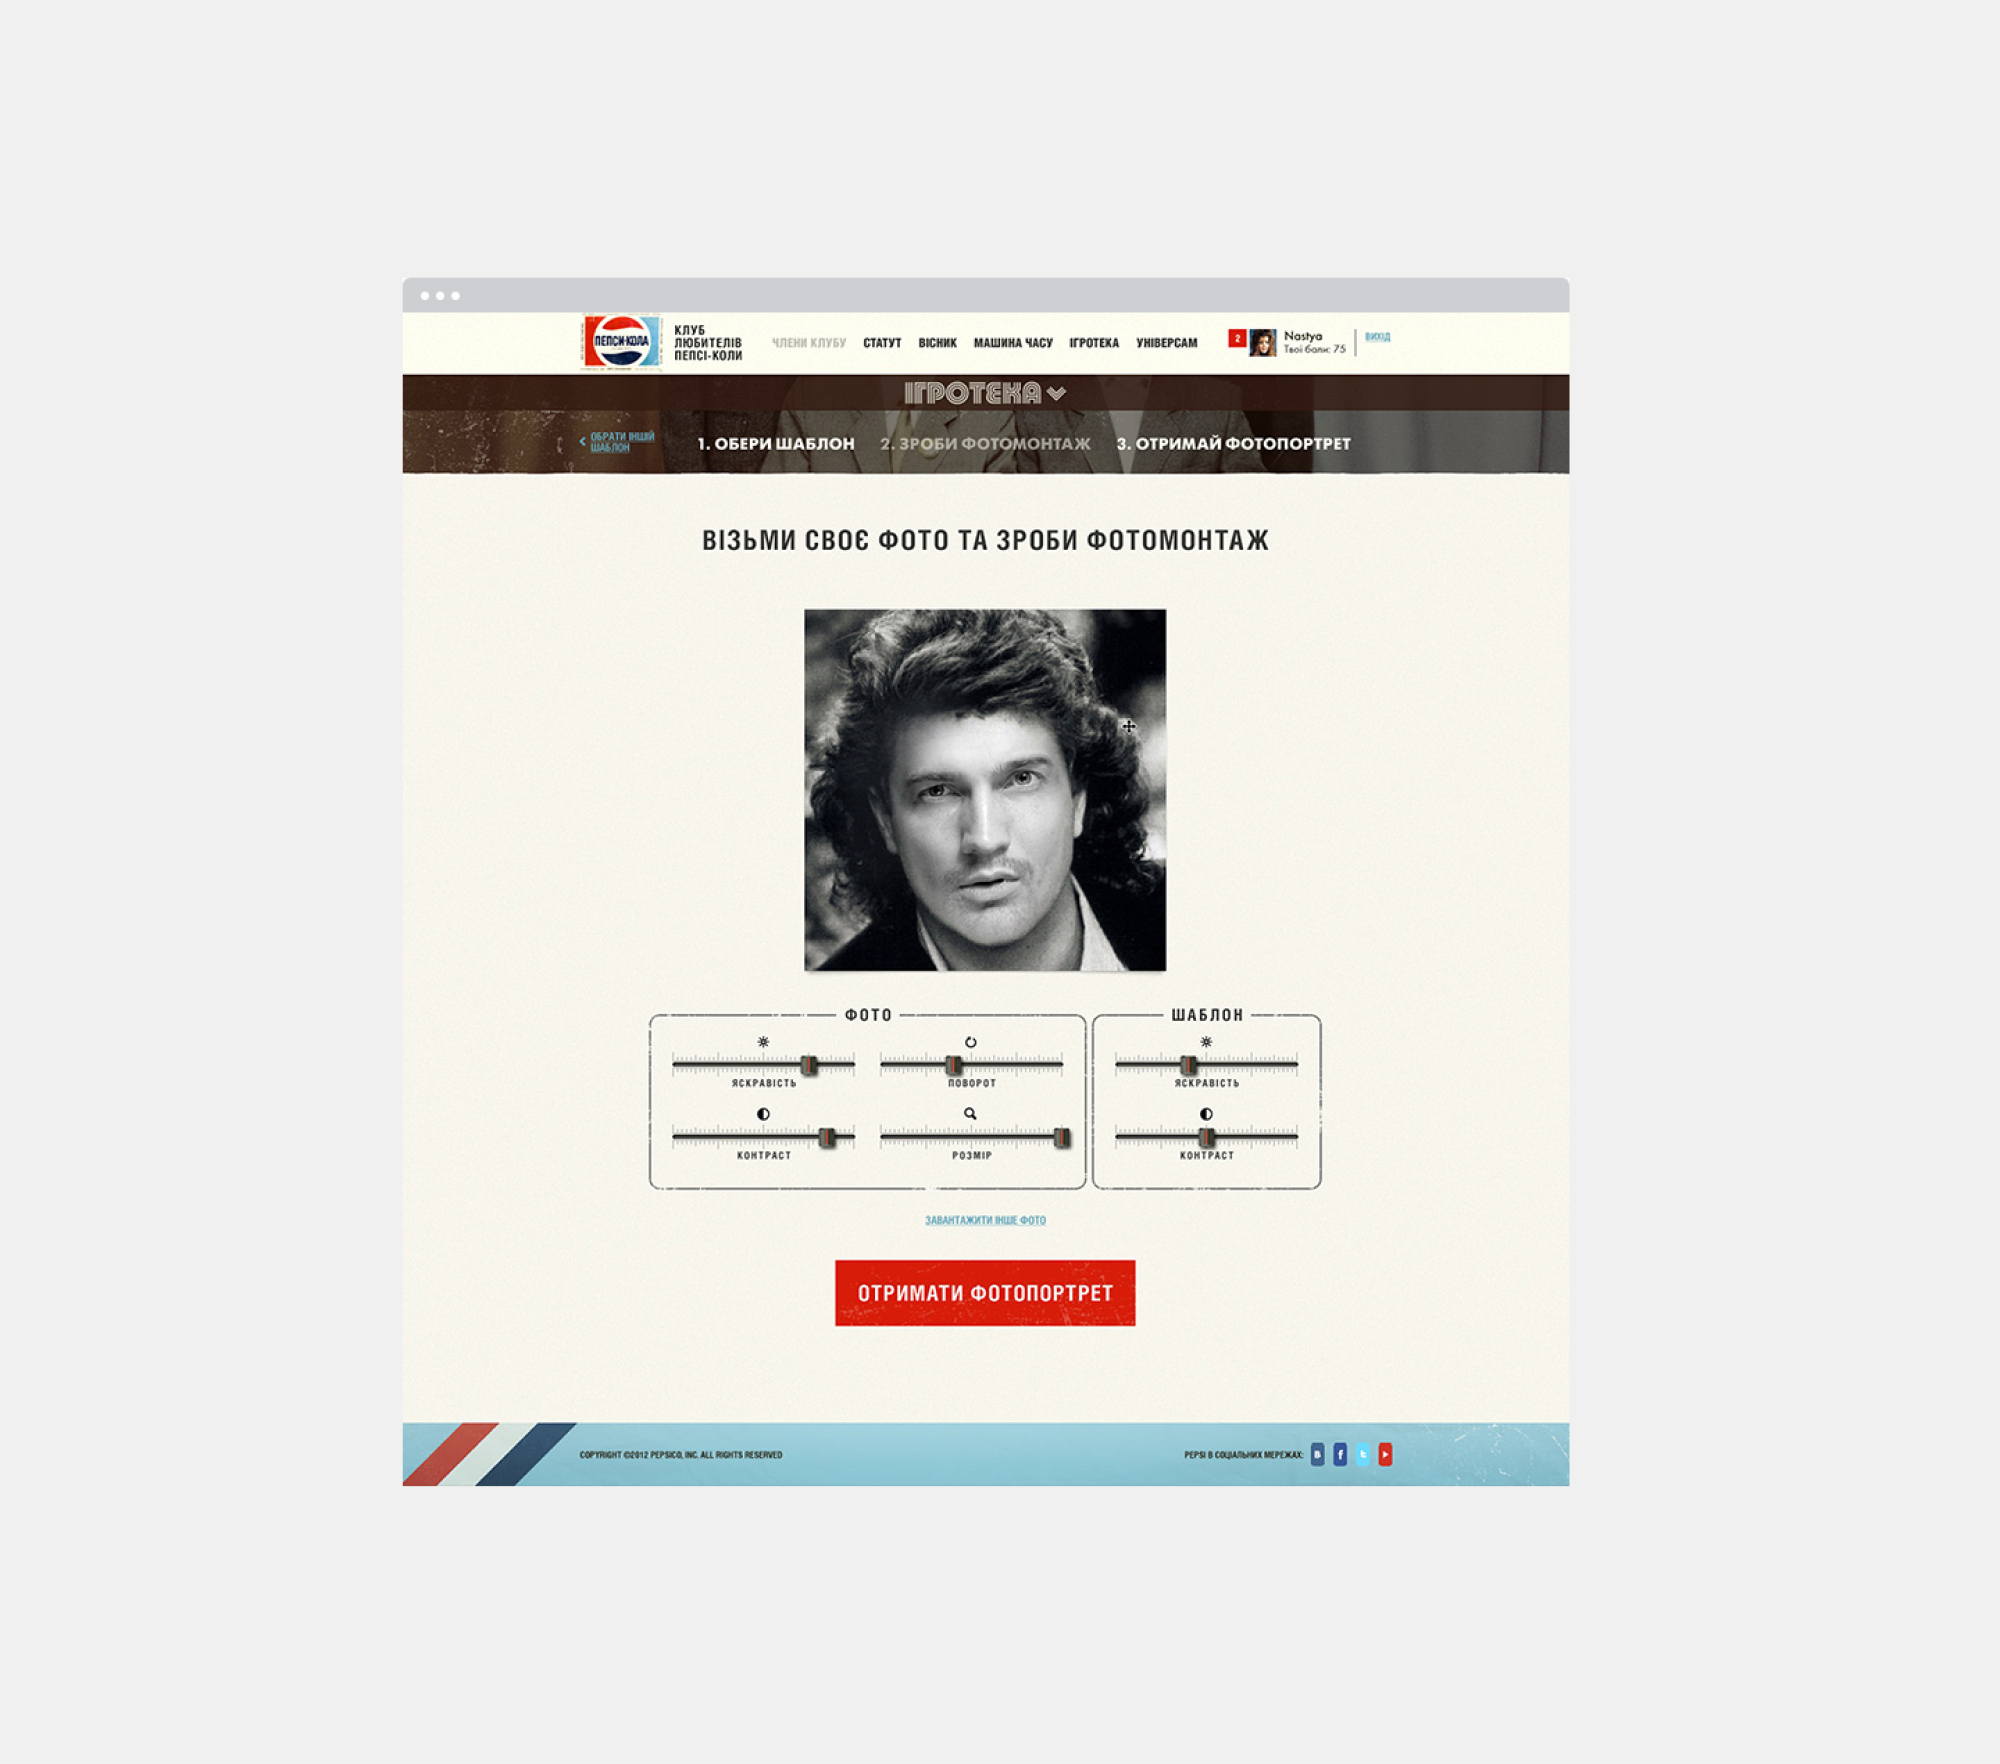 ПЕПСИ-КОЛА
КЛУБ
ЛЮБИТЕЛІВ
ПЕПСІ-КОЛИ
ЧЛЕНИ КЛУБУ СТАТУТ ВІСНИК МАШИНА ЧАСУ ІГРОТЕКА УНІВЕРСАМ
2
Nastya
Твої бали: 75
ВИХІД
ІГРОТЕКА
ОБРАТИ ІНШІЙ
ШАБЛОН
1. ОБЕРИ ШАБЛОН 2. ЗРОБИ ФОТОМОНТАЖ 3. ОТРИМАЙ ФОТОПОРТРЕТ
ВІЗЬМИ СВОЄ ФОТО ТА ЗРОБИ ФОТОМОНТАЖ
ФОТО
ШАБЛОН
ЯСКРАВІСТЬ ПОВОРОТ ЯСКРАВІСТЬ
КОНТРАСТ РОЗМІР КОНТРАСТ
ЗАВАНТАЖИТИ ІНШЕ ФОТО
ОТРИМАТИ ФОТОПОРТРЕТ
COPYRIGHT ©2012 PEPSICO, INC. ALL RIGHTS RESERVED
PEPSI В СОЦІАЛЬНИХ МЕРЕЖАХ: